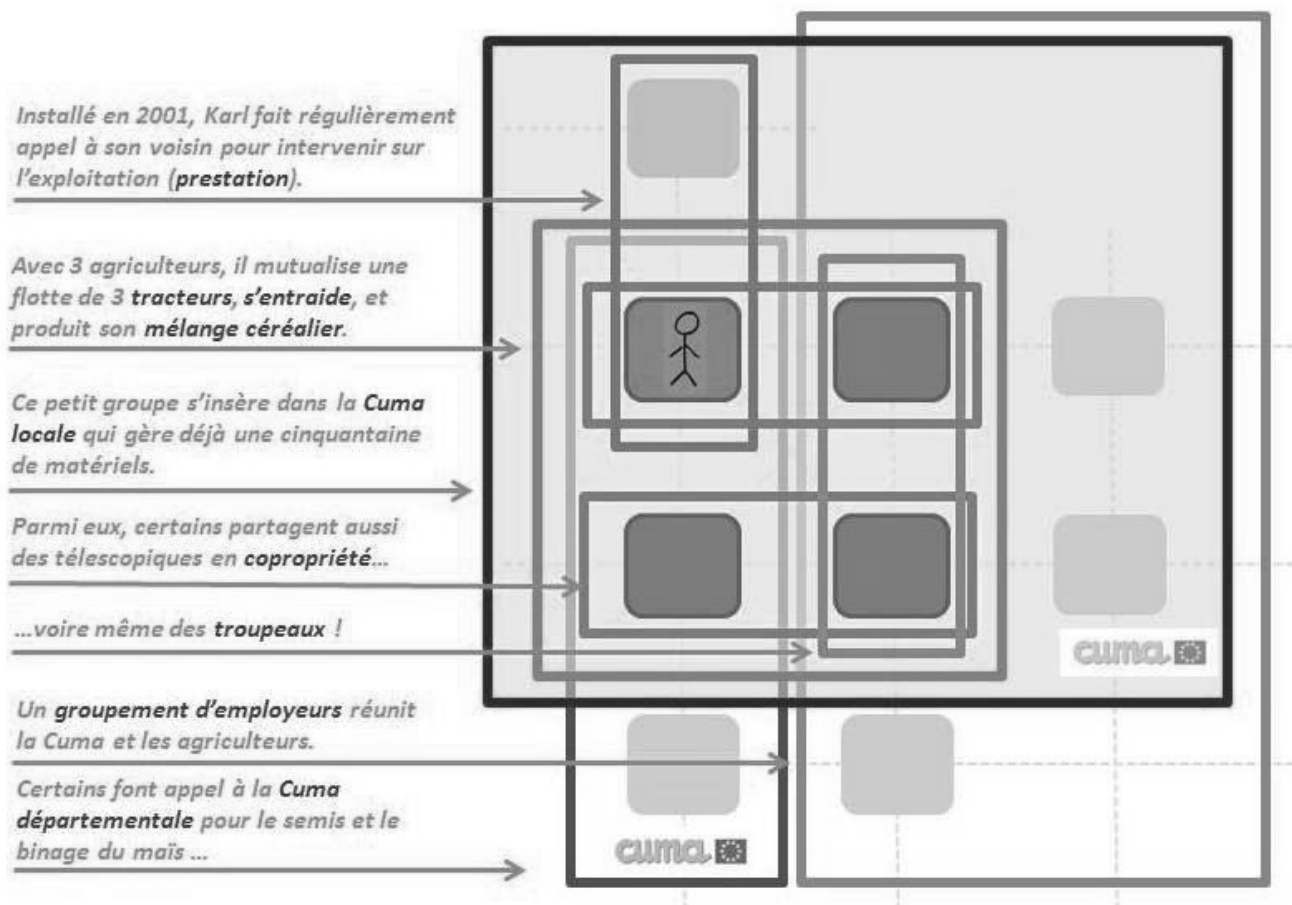 Installé en 2001, Karl fait régulièrement
appel à son voisin pour intervenir sur
l'exploitation (prestation).
Avec 3 agriculteurs, il mutualise une
flotte de 3 tracteurs, s'entraide, et
produit son mélange céréalier.
Ce petit groupe s'insère dans la Cuma
locale qui gère déjà une cinquantaine
de matériels.
Parmi eux, certains partagent aussi
des télescopiques en copropriété...
...voire même des troupeaux !
Un groupement d'employeurs réunit
la Cuma et les agriculteurs.
Certains font appel à la Cuma
départementale pour le semis et le
binage du maïs ...
cuma
cuma